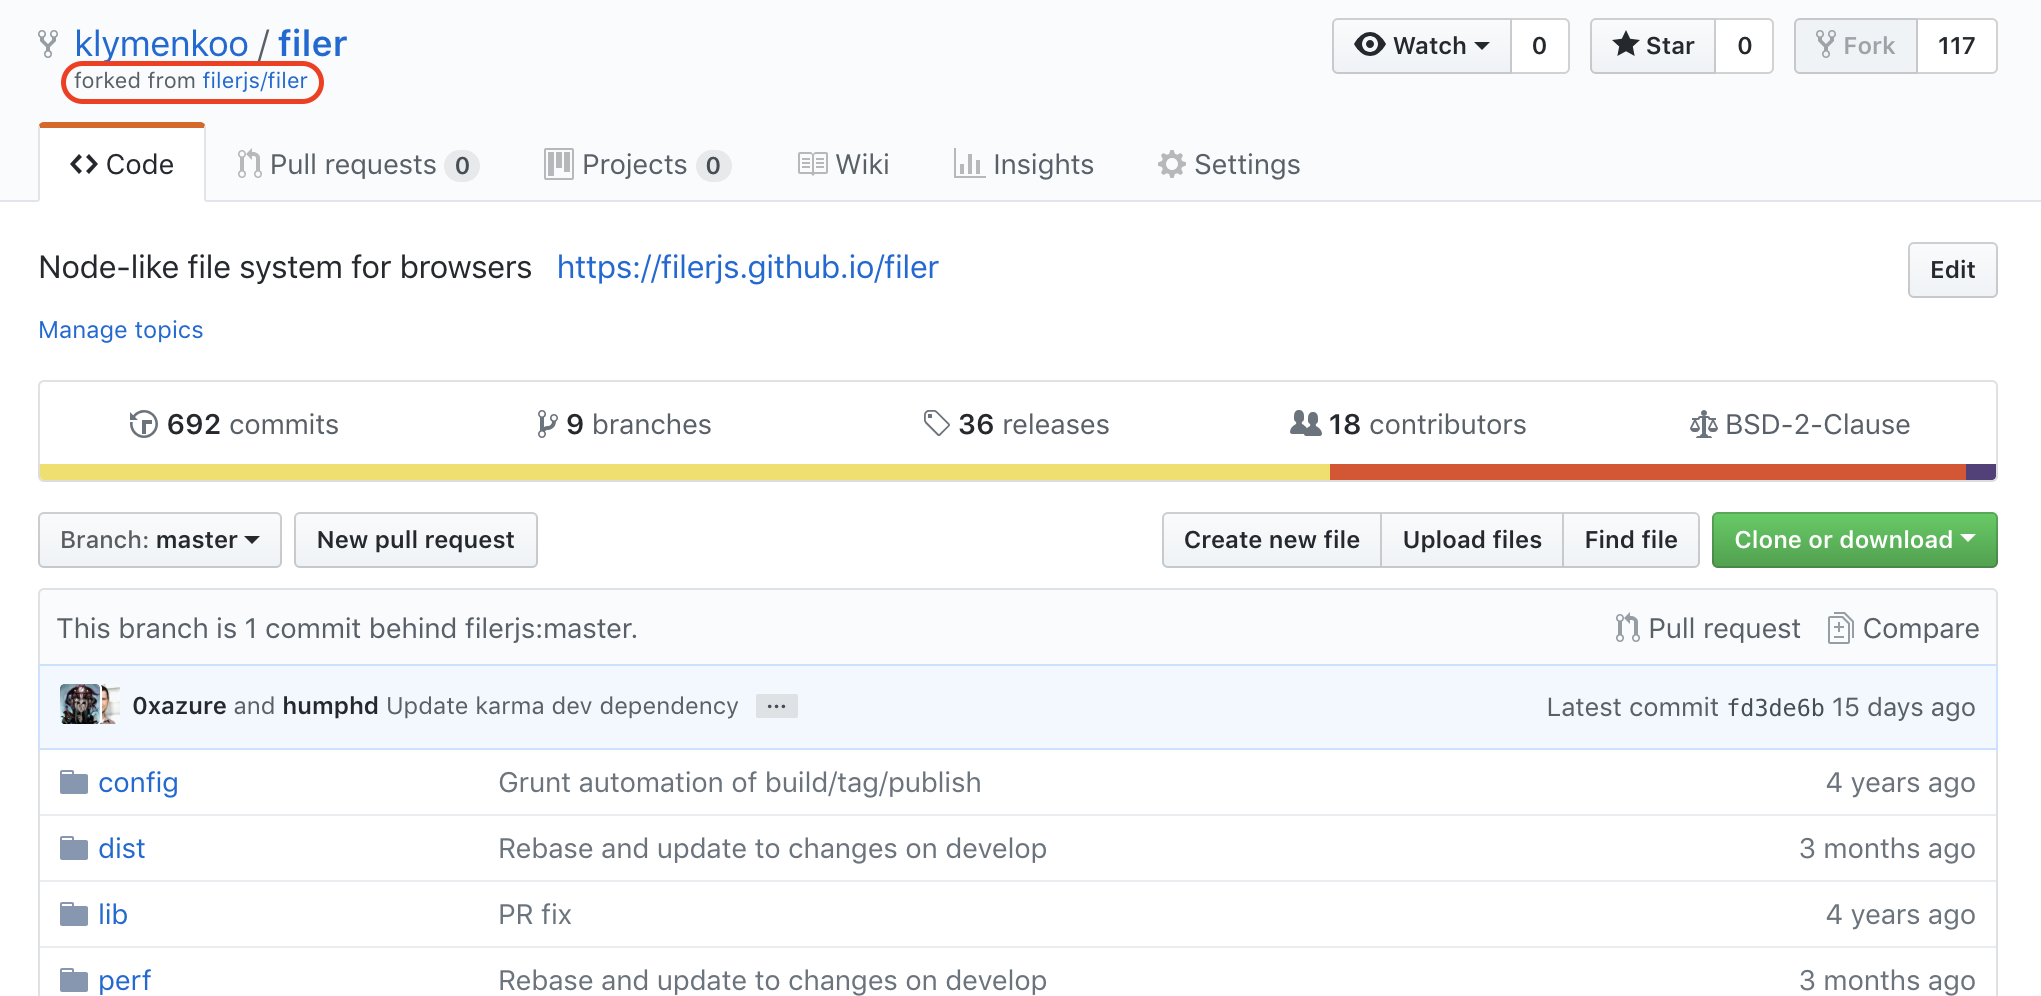 klymenkoo / filer
Watch 0 Star 0 Fork 117
forked from filerjs/filer
Code Pull requests 0 Projects 0 Wiki Insights Settings
Node-like file system for browsers https://filerjs.github.io/filer
Edit
Manage topics
692 commits 9 branches 36 releases 18 contributors BSD-2-Clause
Branch: master New pull request Create new file Upload files Find file Clone or download
This branch is 1 commit behind filerjs:master. Pull request Compare
0xazure and humphd Update karma dev dependency ... Latest commit fd3de6b 15 days ago
config Grunt automation of build/tag/publish 4 years ago
dist Rebase and update to changes on develop 3 months ago
lib PR fix 4 years ago
perf Rebase and update to changes on develop 3 months ago